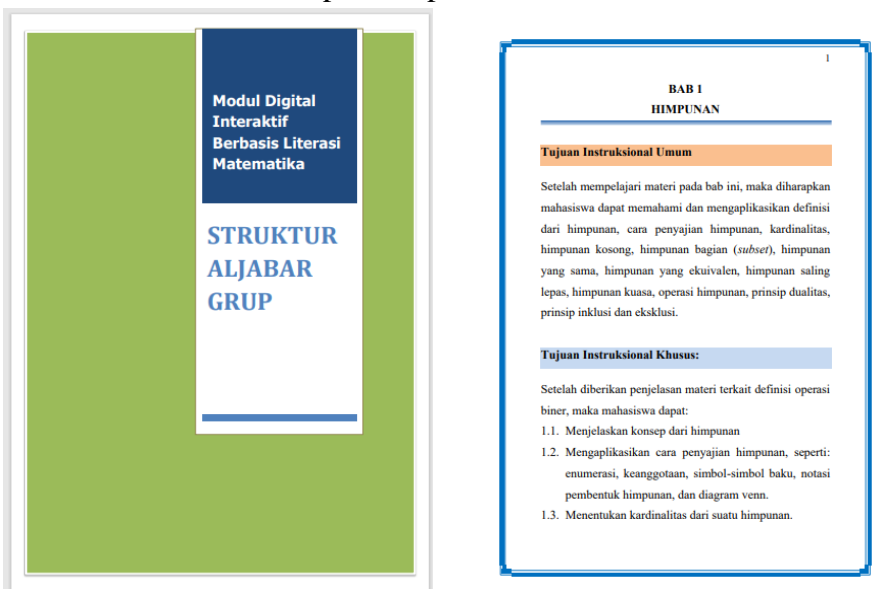 Modul Digital
Interaktif
Berbasis Literasi
Matematika
STRUKTUR
ALJABAR
GRUP
1
BAB 1
HIMPUNAN
Tujuan Instruksional Umum
Setelah mempelajari materi pada bab ini, maka diharapkan
mahasiswa dapat memahami dan mengaplikasikan definisi
dari himpunan, cara penyajian himpunan, kardinalitas,
himpunan kosong, himpunan bagian (subset), himpunan
yang sama, himpunan yang ekuivalen, himpunan saling
lepas, himpunan kuasa, operasi himpunan, prinsip dualitas,
prinsip inklusi dan eksklusi.
Tujuan Instruksional Khusus:
Setelah diberikan penjelasan materi terkait definisi operasi
biner, maka mahasiswa dapat:
1.1. Menjelaskan konsep dari himpunan
1.2. Mengaplikasikan cara penyajian himpunan, seperti:
enumerasi, keanggotaan, simbol-simbol baku, notasi
pembentuk himpunan, dan diagram venn.
1.3. Menentukan kardinalitas dari suatu himpunan.